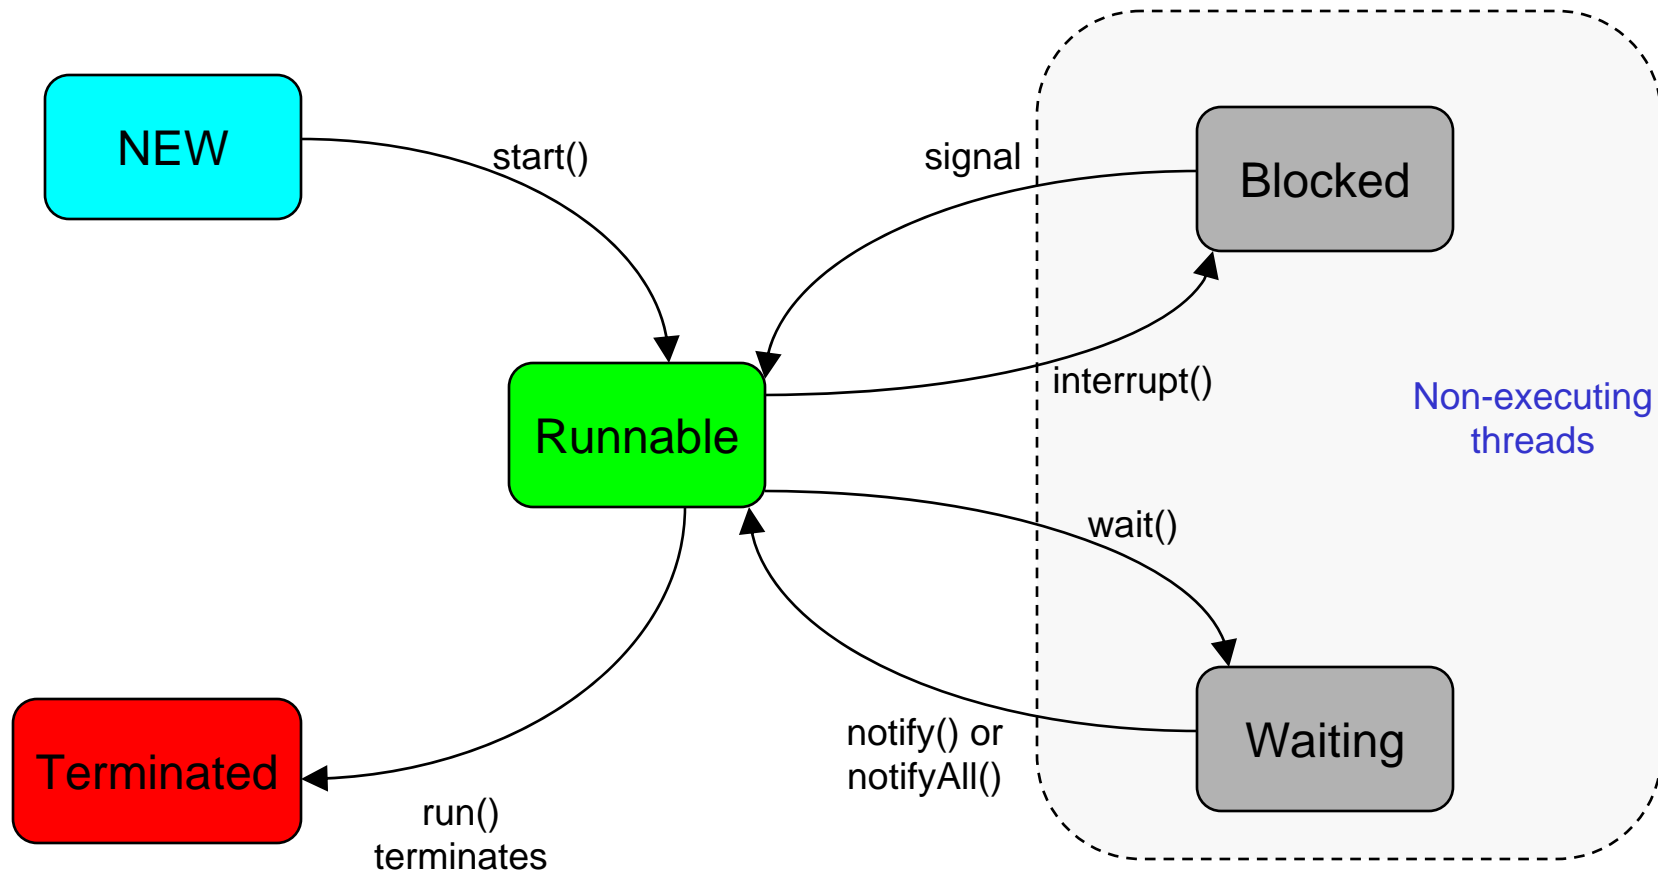 NEW
start()
signal
Blocked
interrupt()
Non-executing
threads
Runnable
wait()
notify() or
notifyAll()
Waiting
Terminated
run()
terminates